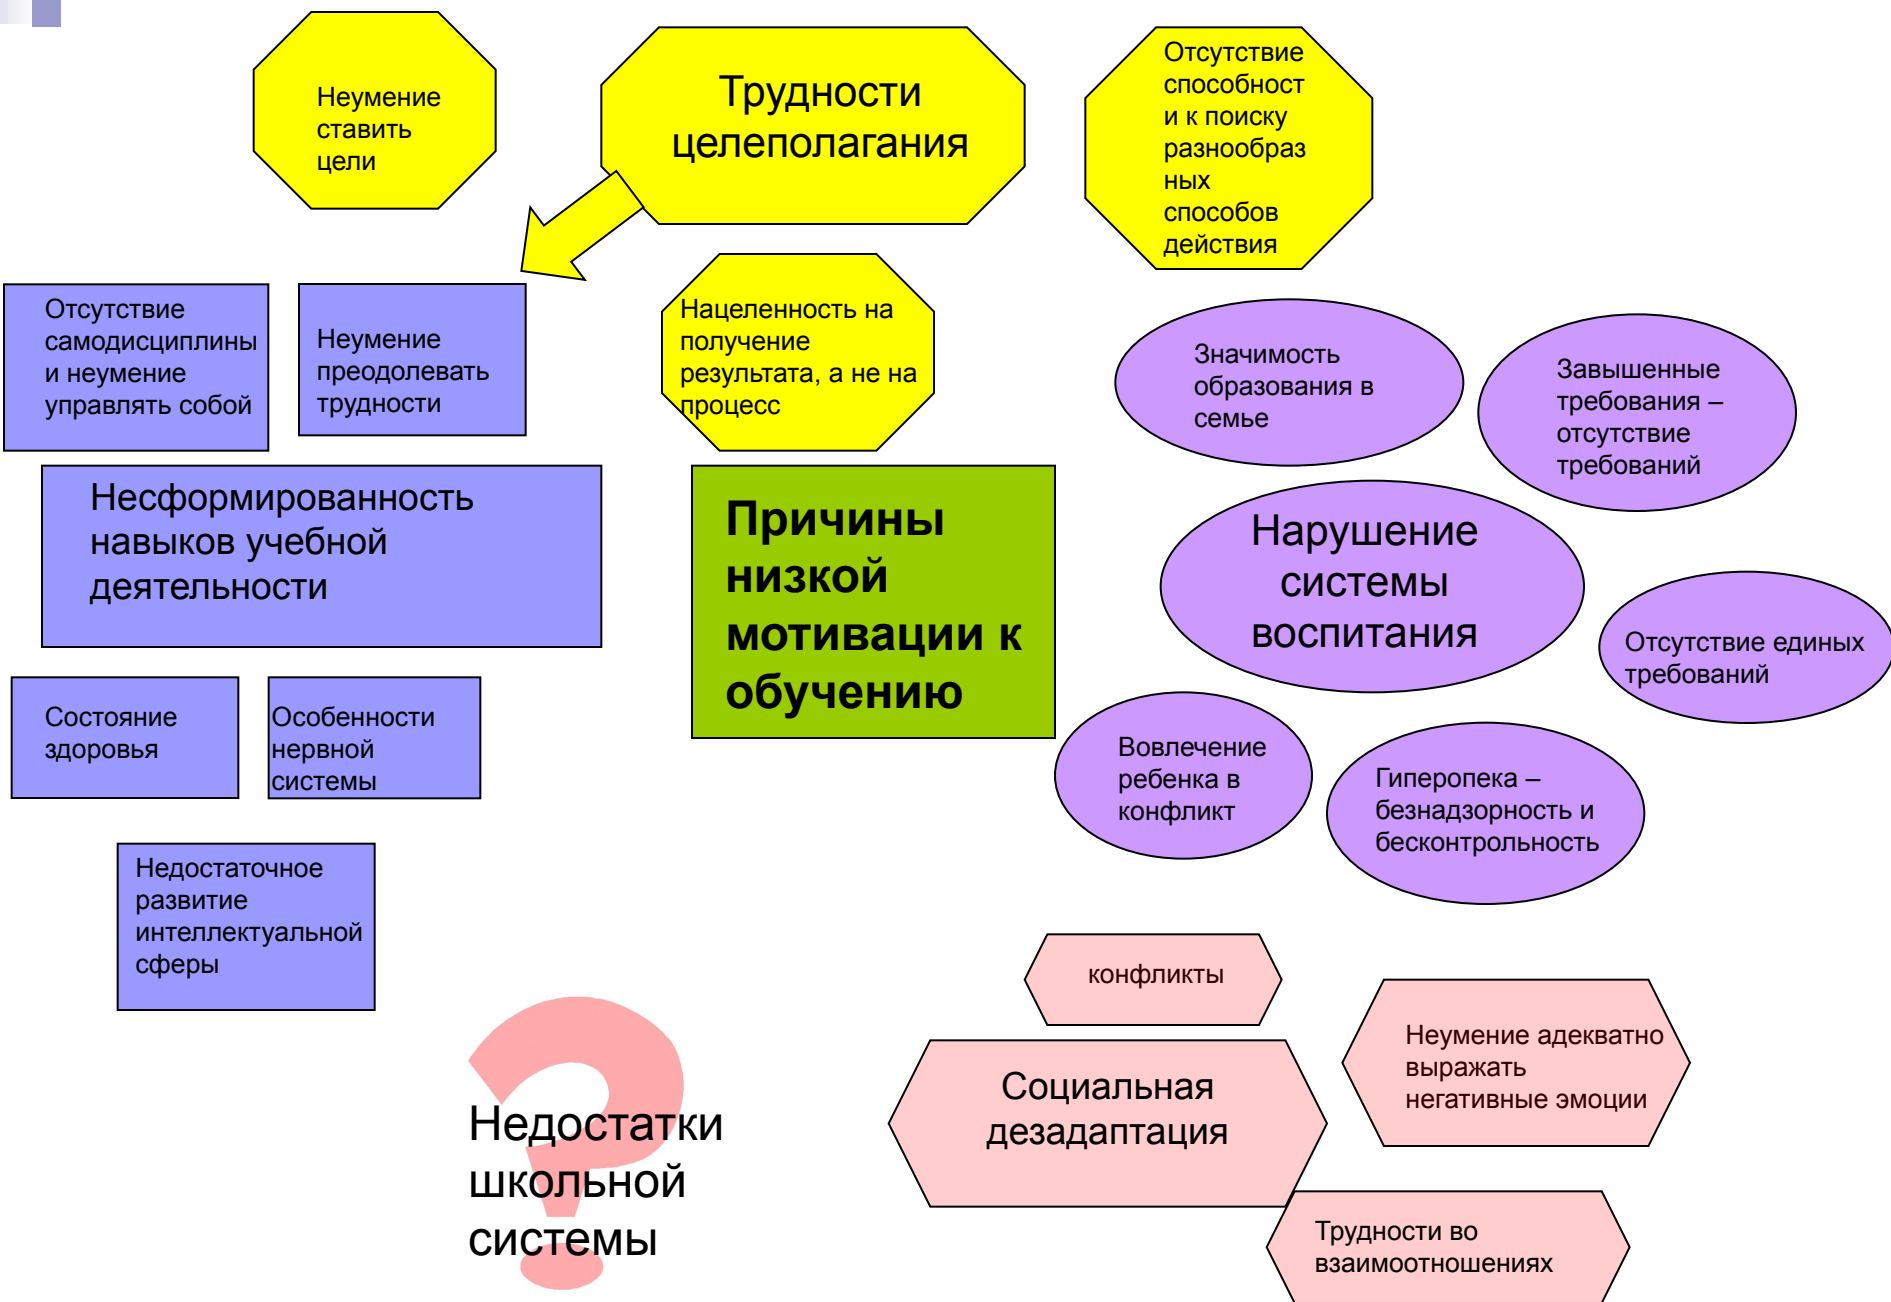 Неумение
ставить
цели
Трудности
целеполагания
Отсутствие
способност
и к поиску
разнообраз
ных
способов
действия
Отсутствие
самодисциплины
и неумение
управлять собой
Неумение
преодолевать
трудности
Нацеленность на
получение
результата, а не на
процесс
Значимость
образования в
семье
Завышенные
требования –
отсутствие
требований
Несформированность
навыков учебной
деятельности
Причины
низкой
мотивации к
обучению
Нарушение
системы
воспитания
Отсутствие единых
требований
Состояние
здоровья
Особенности
нервной
системы
Вовлечение
ребенка в
конфликт
Гиперопека –
безнадзорность и
бесконтрольность
Недостаточное
развитие
интеллектуальной
сферы
конфликты
Неумение адекватно
выражать
негативные эмоции
Социальная
дезадаптация
?
Недостатки
школьной
системы
Трудности во
взаимоотношениях